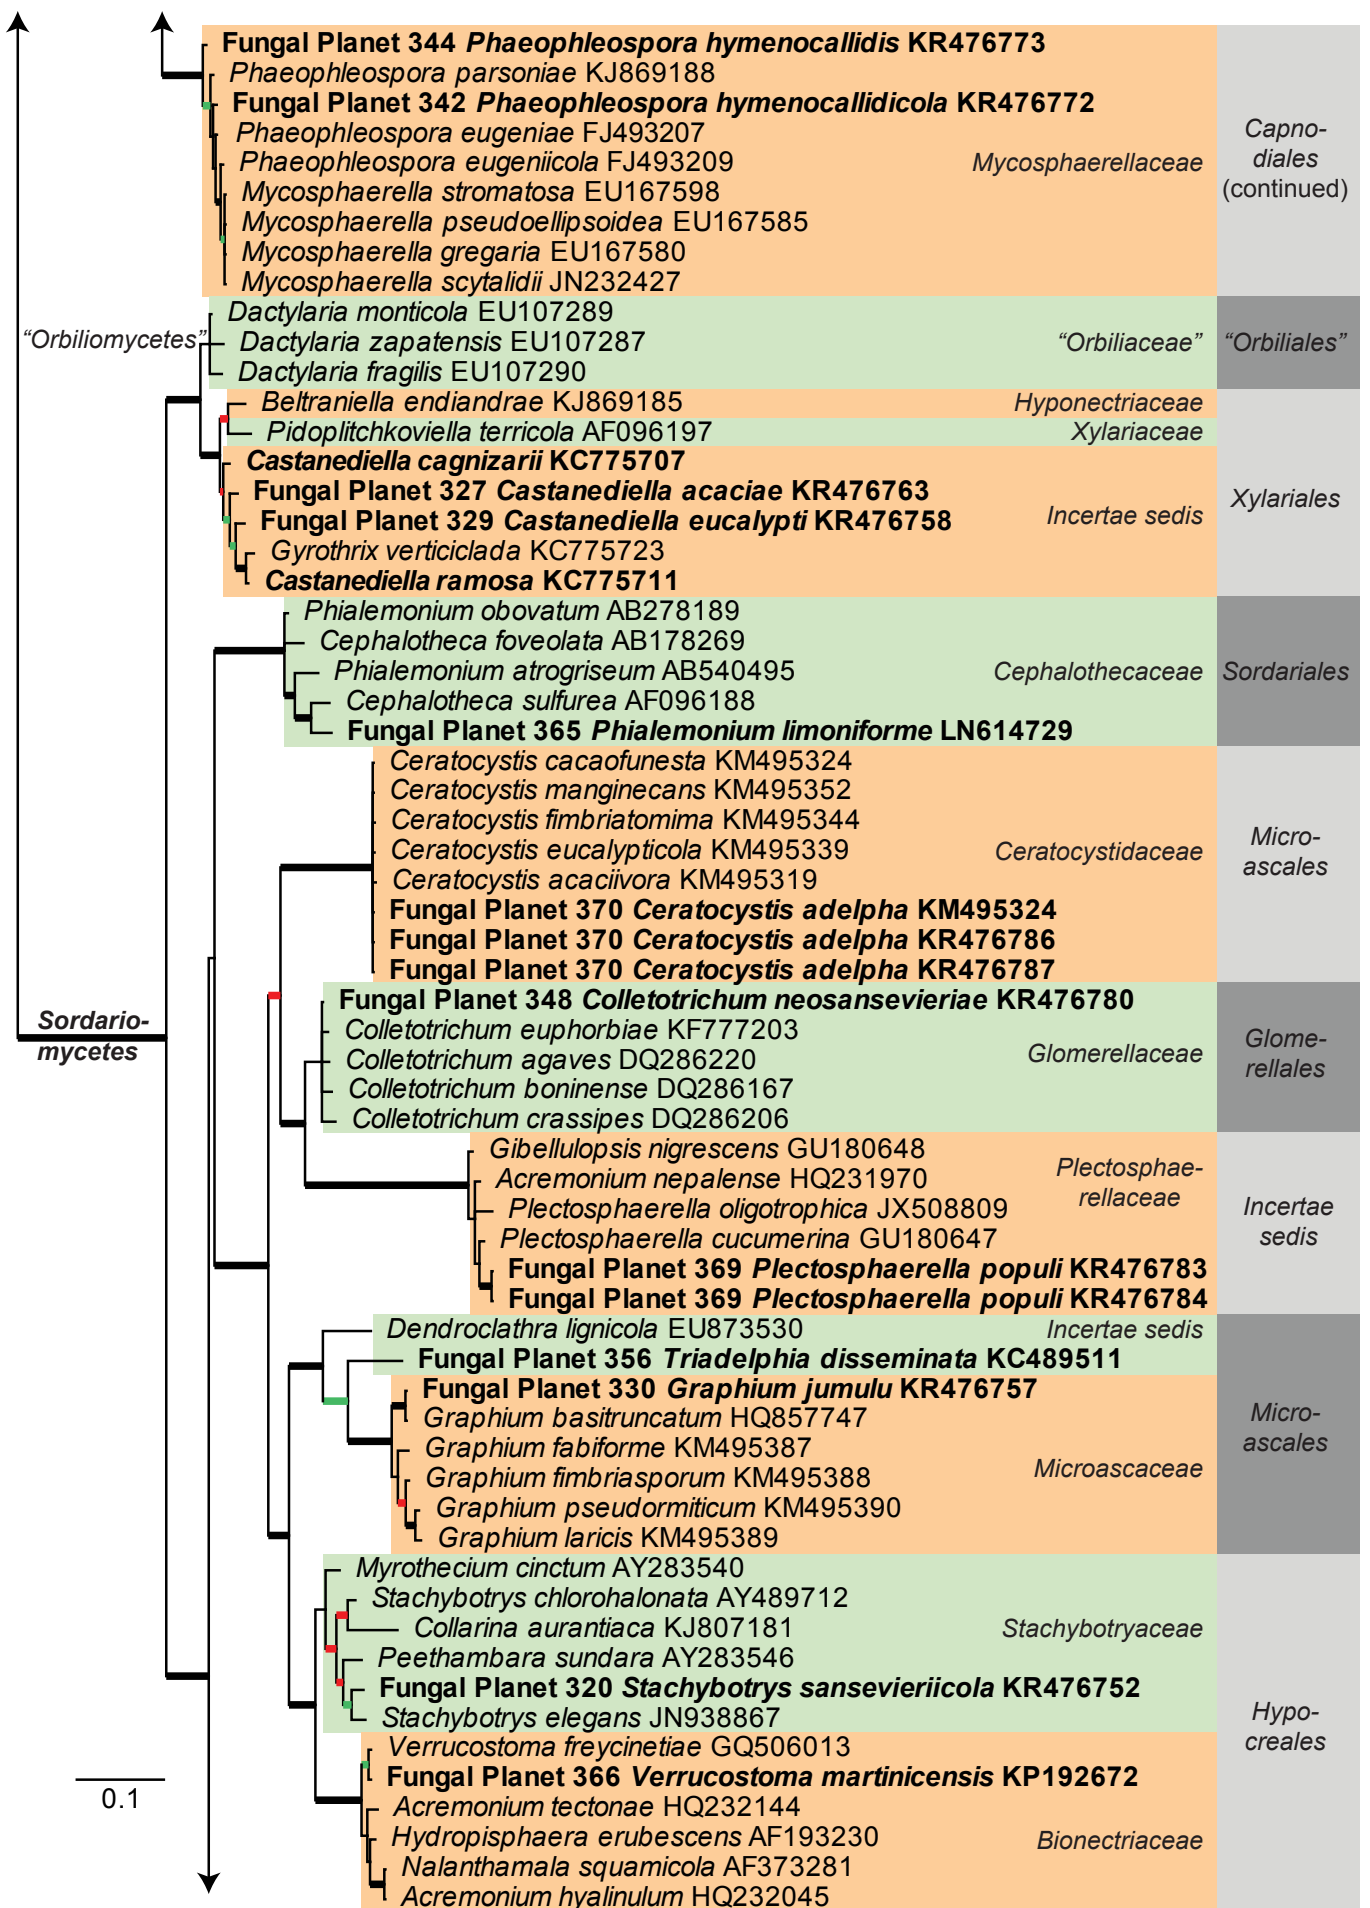 Fungal Planet 344 Phaeophleospora hymenocallidis KR476773
Phaeophleospora parsoniae KJ869188
Fungal Planet 342 Phaeophleospora hymenocallidicola KR476772
Phaeophleospora eugeniae FJ493207
Phaeophleospora eugeniicola FJ493209
Mycosphaerella stromatosa EU167598
Mycosphaerella pseudoellipsoidea EU167585
Mycosphaerella gregaria EU167580
Mycosphaerella scytalidii JN232427
Mycosphaerellaceae
Capno-
diales
(continued)
“Orbiliomycetes”
Dactylaria monticola EU107289
Dactylaria zapatensis EU107287
Dactylaria fragilis EU107290
“Orbiliaceae”
“Orbiliales”
Beltraniella endiandrae KJ869185
Hyponectriaceae
Pidoplitchkoviella terricola AF096197
Xylariaceae
Castanediella cagnizarii KC775707
Fungal Planet 327 Castanediella acaciae KR476763
Fungal Planet 329 Castanediella eucalypti KR476758
Gyrothrix verticiclada KC775723
Castanediella ramosa KC775711
Incertae sedis
Xylariales
Phialemonium obovatum AB278189
Cephalotheca foveolata AB178269
Phialemonium atrogriseum AB540495
Cephalotheca sulfurea AF096188
Fungal Planet 365 Phialemonium limoniforme LN614729
Cephalothecaceae
Sordariales
Ceratocystis cacaofunesta KM495324
Ceratocystis manginecans KM495352
Ceratocystis fimbriatomima KM495344
Ceratocystis eucalypticola KM495339
Ceratocystis acaciivora KM495319
Fungal Planet 370 Ceratocystis adelpha KM495324
Fungal Planet 370 Ceratocystis adelpha KR476786
Fungal Planet 370 Ceratocystis adelpha KR476787
Ceratocystidaceae
Micro-
ascales
Sordario-
mycetes
Fungal Planet 348 Colletotrichum neosansevieriae KR476780
Colletotrichum euphorbiae KF777203
Colletotrichum agaves DQ286220
Colletotrichum boninense DQ286167
Colletotrichum crassipes DQ286206
Glomerellaceae
Glome-
rellales
Gibellulopsis nigrescens GU180648
Acremonium nepalense HQ231970
Plectosphaerella oligotrophica JX508809
Plectosphaerella cucumerina GU180647
Fungal Planet 369 Plectosphaerella populi KR476783
Fungal Planet 369 Plectosphaerella populi KR476784
Plectosphae-
rellaceae
Incertae
sedis
Dendroclathra lignicola EU873530
Fungal Planet 356 Triadelphia disseminata KC489511
Incertae sedis
Fungal Planet 330 Graphium jumulu KR476757
Graphium basitruncatum HQ857747
Graphium fabiforme KM495387
Graphium fimbriasporum KM495388
Graphium pseudormiticum KM495390
Graphium laricis KM495389
Microascaceae
Micro-
ascales
Myrothecium cinctum AY283540
Stachybotrys chlorohalonata AY489712
Collarina aurantiaca KJ807181
Peethambara sundara AY283546
Fungal Planet 320 Stachybotrys sansevieriicola KR476752
Stachybotrys elegans JN938867
Stachybotryaceae
Verrucostoma freycinetiae GQ506013
Fungal Planet 366 Verrucostoma martinicensis KP192672
Acremonium tectonae HQ232144
Hydropisphaera erubescens AF193230
Nalanthamala squamicola AF373281
Acremonium hyalinulum HQ232045
Bionectriaceae
Hypo-
creales
0.1